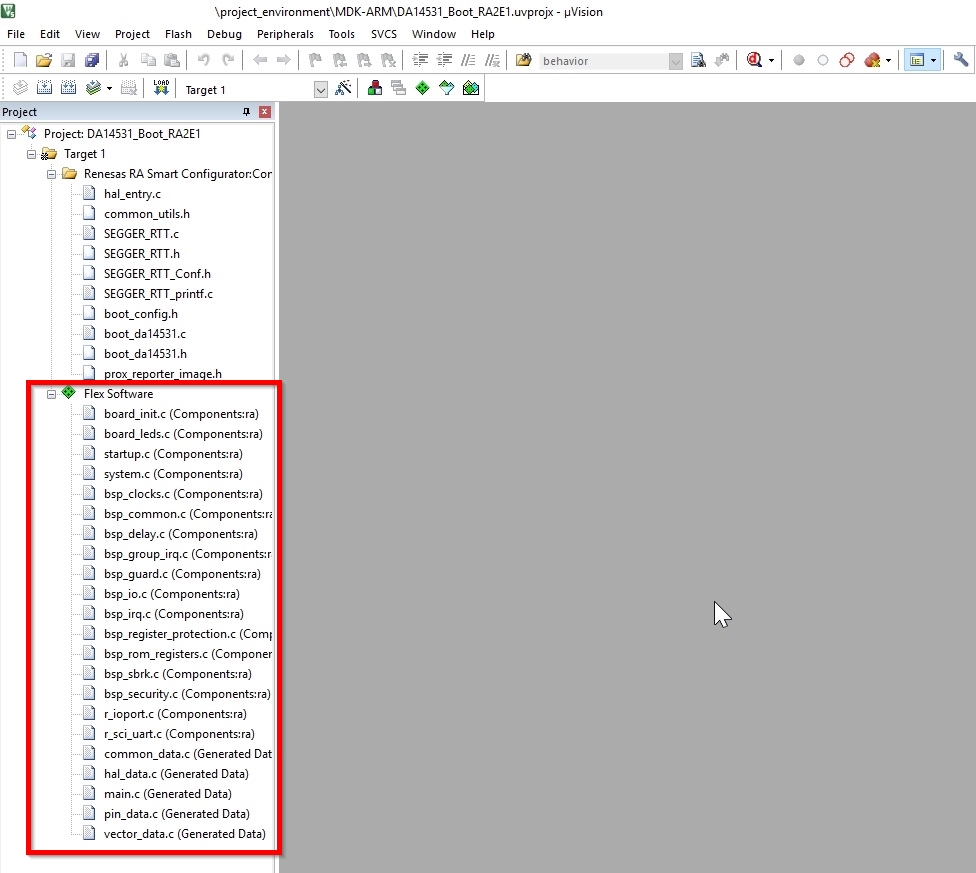 \project_environment\MDK-ARM\DA14531_Boot_RA2E1.uvprojx - µVision
File Edit View Project Flash Debug Peripherals Tools SVCS Window Help
behavior
LOAD Target 1
Project
Project: DA14531_Boot_RA2E1
Target 1
Renesas RA Smart Configurator:Con
hal_entry.c
common_utils.h
SEGGER_RTT.c
SEGGER_RTT.h
SEGGER_RTT_Conf.h
SEGGER_RTT_printf.c
boot_config.h
boot_da14531.c
boot_da14531.h
prox_reporter_image.h
Flex Software
board_init.c (Components:ra)
board_leds.c (Components:ra)
startup.c (Components:ra)
system.c (Components:ra)
bsp_clocks.c (Components:ra)
bsp_common.c (Components:ra
bsp_delay.c (Components:ra)
bsp_group_irq.c (Components:r
bsp_guard.c (Components:ra)
bsp_io.c (Components:ra)
bsp_irq.c (Components:ra)
bsp_register_protection.c (Comp
bsp_rom_registers.c (Componen
bsp_sbrk.c (Components:ra)
bsp_security.c (Components:ra)
r_ioport.c (Components:ra)
r_sci_uart.c (Components:ra)
common_data.c (Generated Dat
hal_data.c (Generated Data)
main.c (Generated Data)
pin_data.c (Generated Data)
vector_data.c (Generated Data)